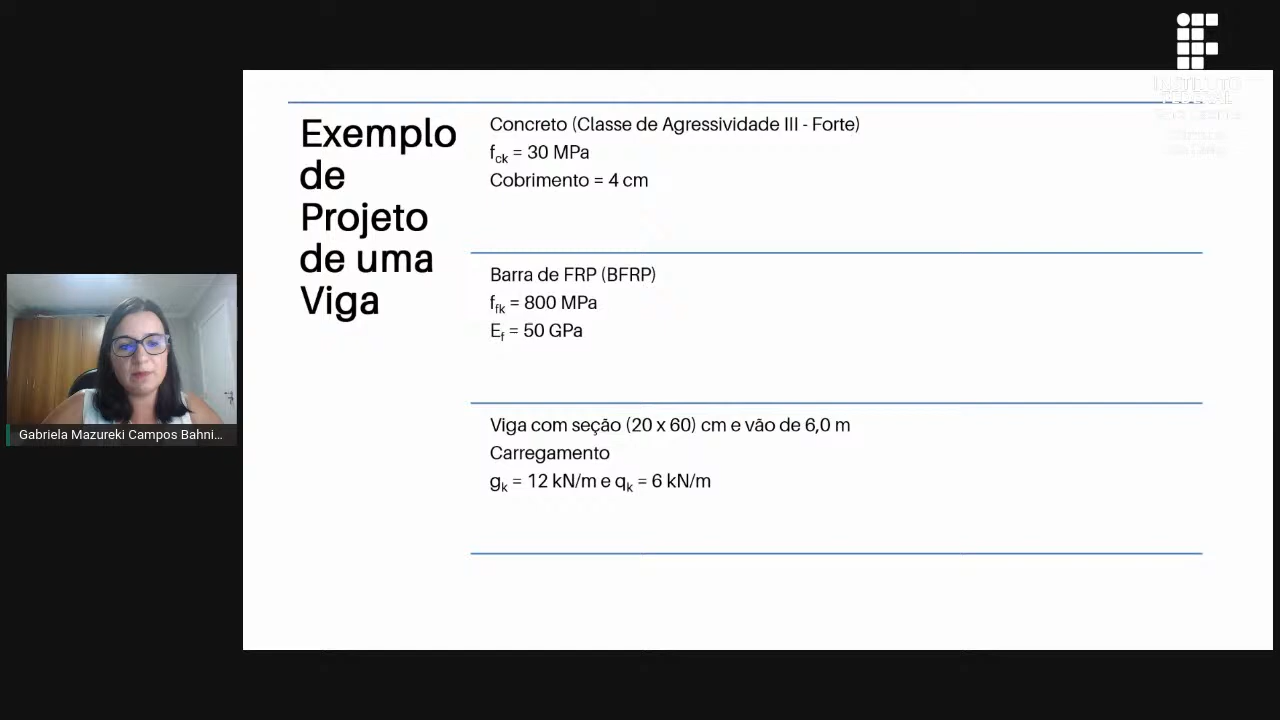 Exemplo
de
Projeto
de uma
Viga
Concreto (Classe de Agressividade III - Forte)
fck = 30 MPa
Cobrimento = 4 cm
Barra de FRP (BFRP)
ffk = 800 MPa
Ef = 50 GPa
Viga com seção (20 x 60) cm e vão de 6,0 m
Carregamento
gk = 12 kN/m e qk = 6 kN/m
Gabriela Mazureki Campos Bahni...
INSTITUTO
FEDERAL